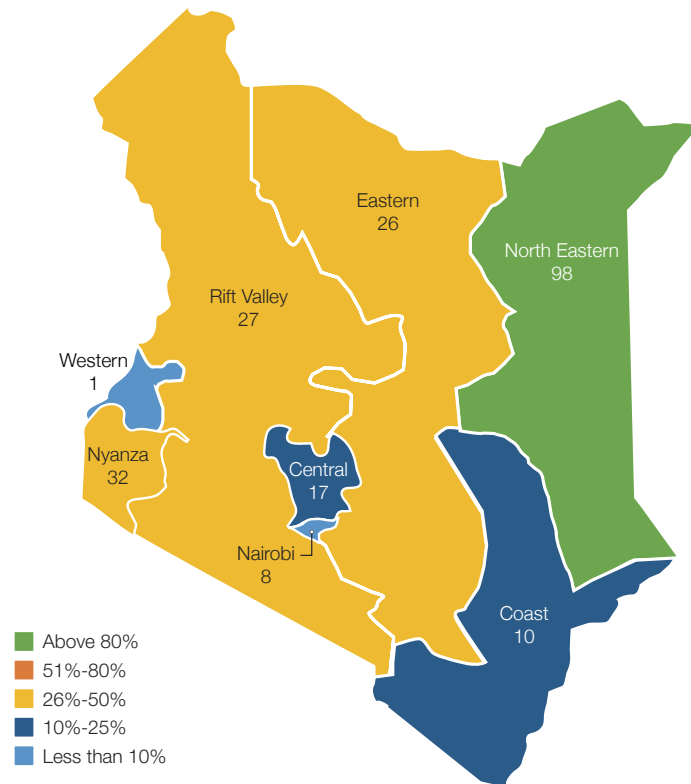 Eastern
26
North Eastern
98
Rift Valley
27
Western
1
Nyanza
32
Central
17
Nairobi
8
Coast
10
Above 80%
51%-80%
26%-50%
10%-25%
Less than 10%